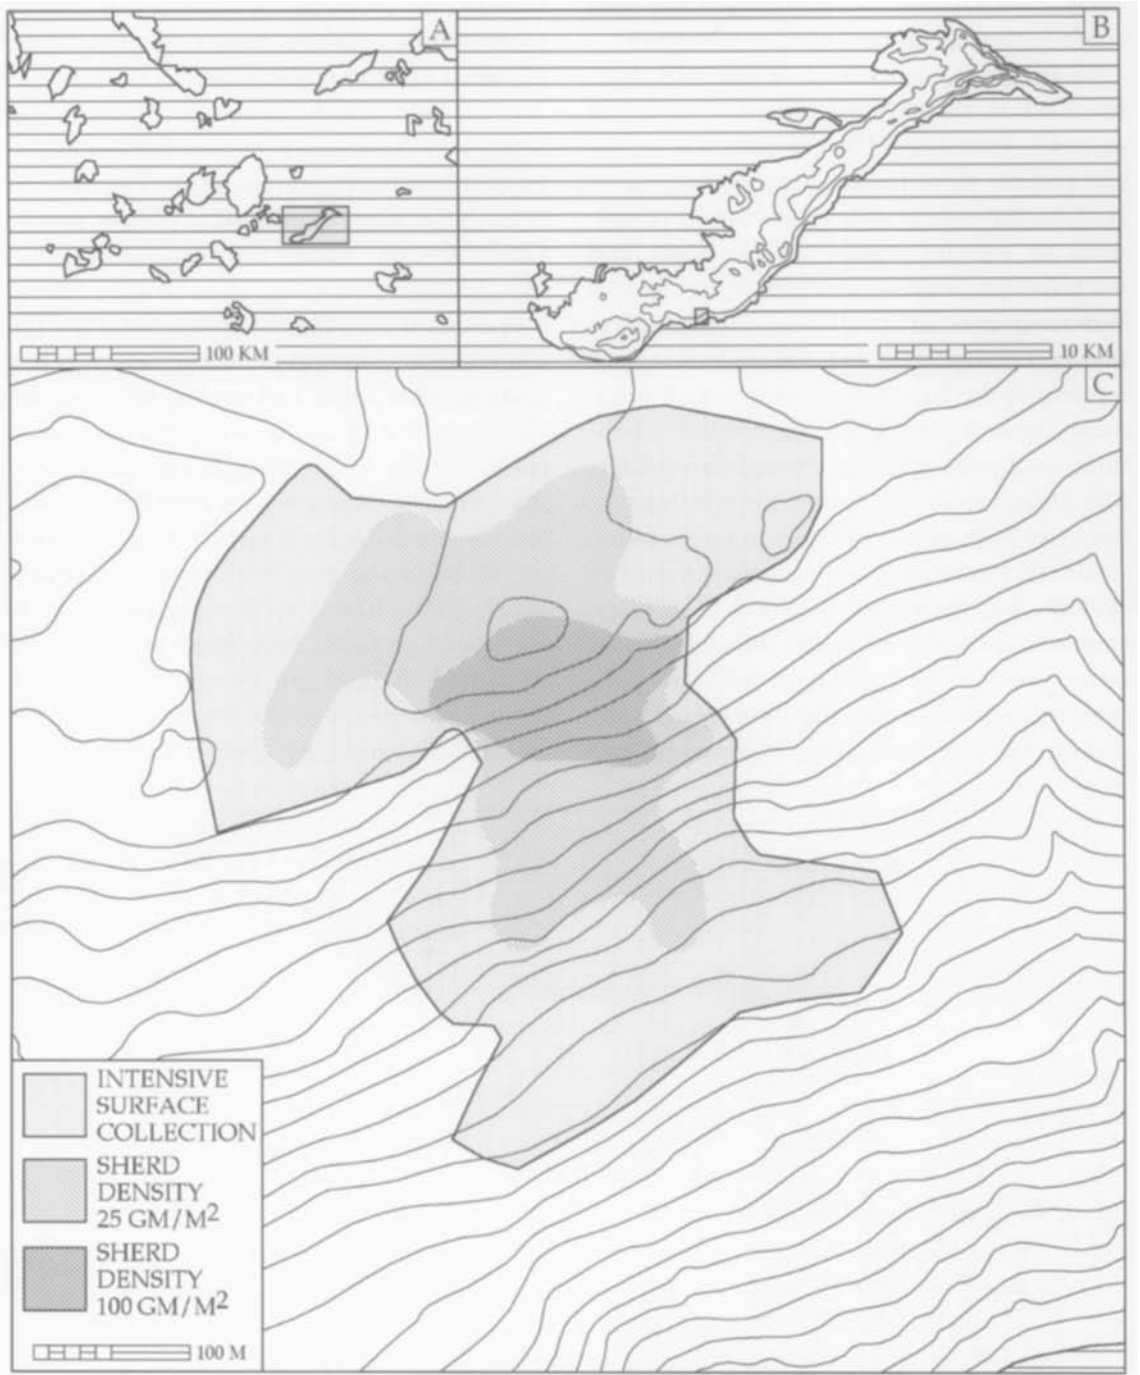 A
B
100 KM
10 KM
C
INTENSIVE
SURFACE
COLLECTION
SHERD
DENSITY
25 GM/M²
SHERD
DENSITY
100 GM/M²
100 M